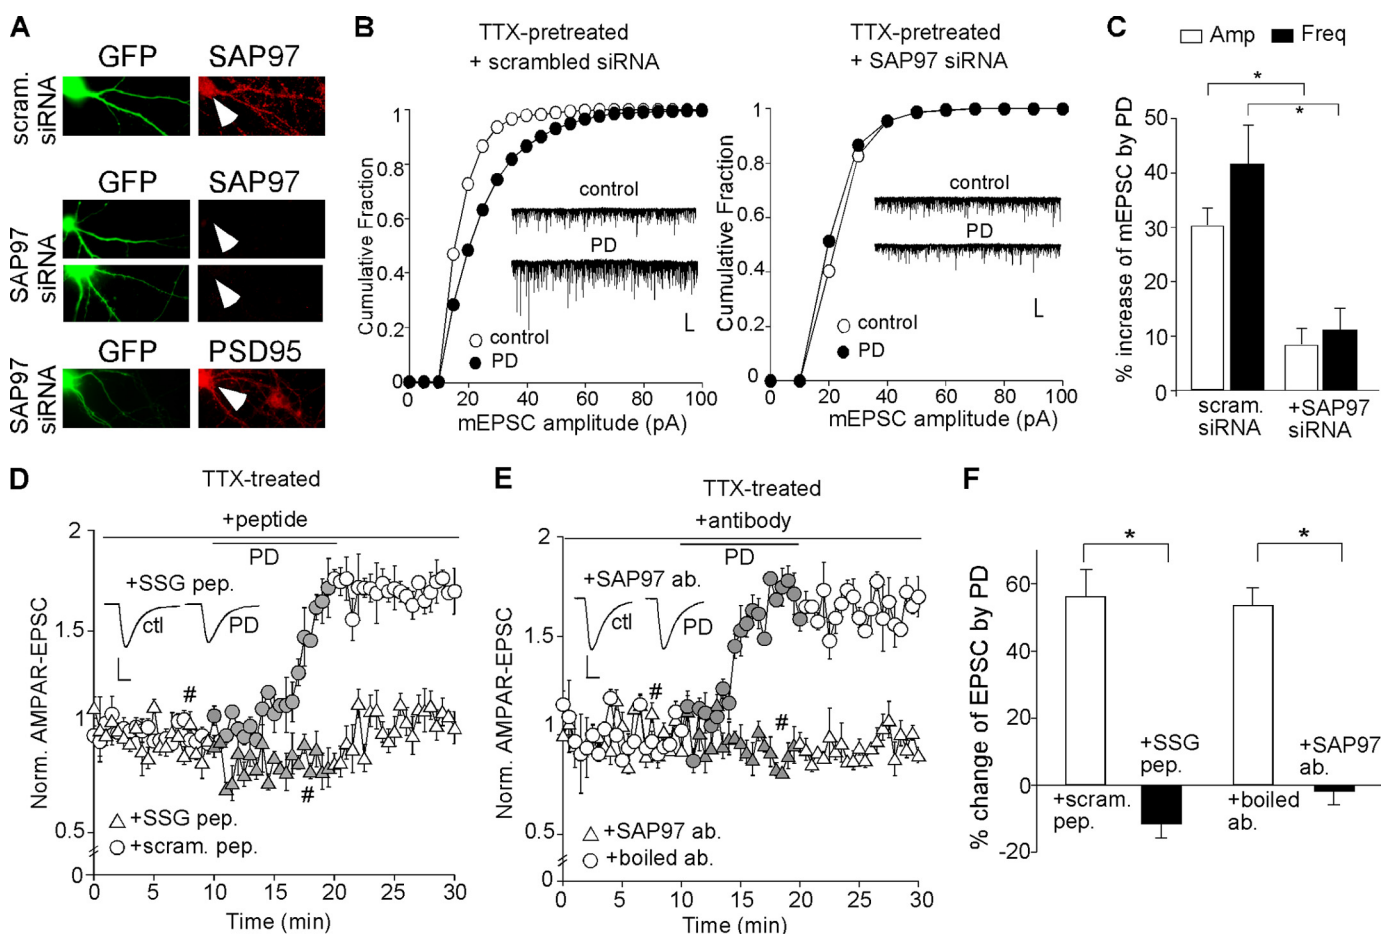 A
GFP SAP97
scram. siRNA
GFP SAP97
SAP97 siRNA
GFP PSD95
SAP97 siRNA
B
TTX-pretreated
+ scrambled siRNA
1
0.8
0.6
0.4
0.2
0
Cumulative Fraction
control
PD
control
PD
0 20 40 60 80 100
mEPSC amplitude (pA)
TTX-pretreated
+ SAP97 siRNA
1
0.8
0.6
0.4
0.2
0
Cumulative Fraction
control
PD
control
PD
0 20 40 60 80 100
mEPSC amplitude (pA)
C
Amp Freq
* *
50
40
30
20
10
0
% increase of mEPSC by PD
scram. siRNA
+SAP97 siRNA
D
TTX-treated
+peptide
PD
2
1.5
1
0.5
0
Norm. AMPAR-EPSC
+SSG pep.
ctl PD
#
#
+SSG pep.
+scram. pep.
0 5 10 15 20 25 30
Time (min)
E
TTX-treated
+antibody
PD
2
1.5
1
0.5
0
Norm. AMPAR-EPSC
+SAP97 ab.
ctl PD
#
#
+SAP97 ab.
+boiled ab.
0 5 10 15 20 25 30
Time (min)
F
* *
60
40
20
0
-20
% change of EPSC by PD
+scram. pep.
+SSG pep.
+boiled ab.
+SAP97 ab.